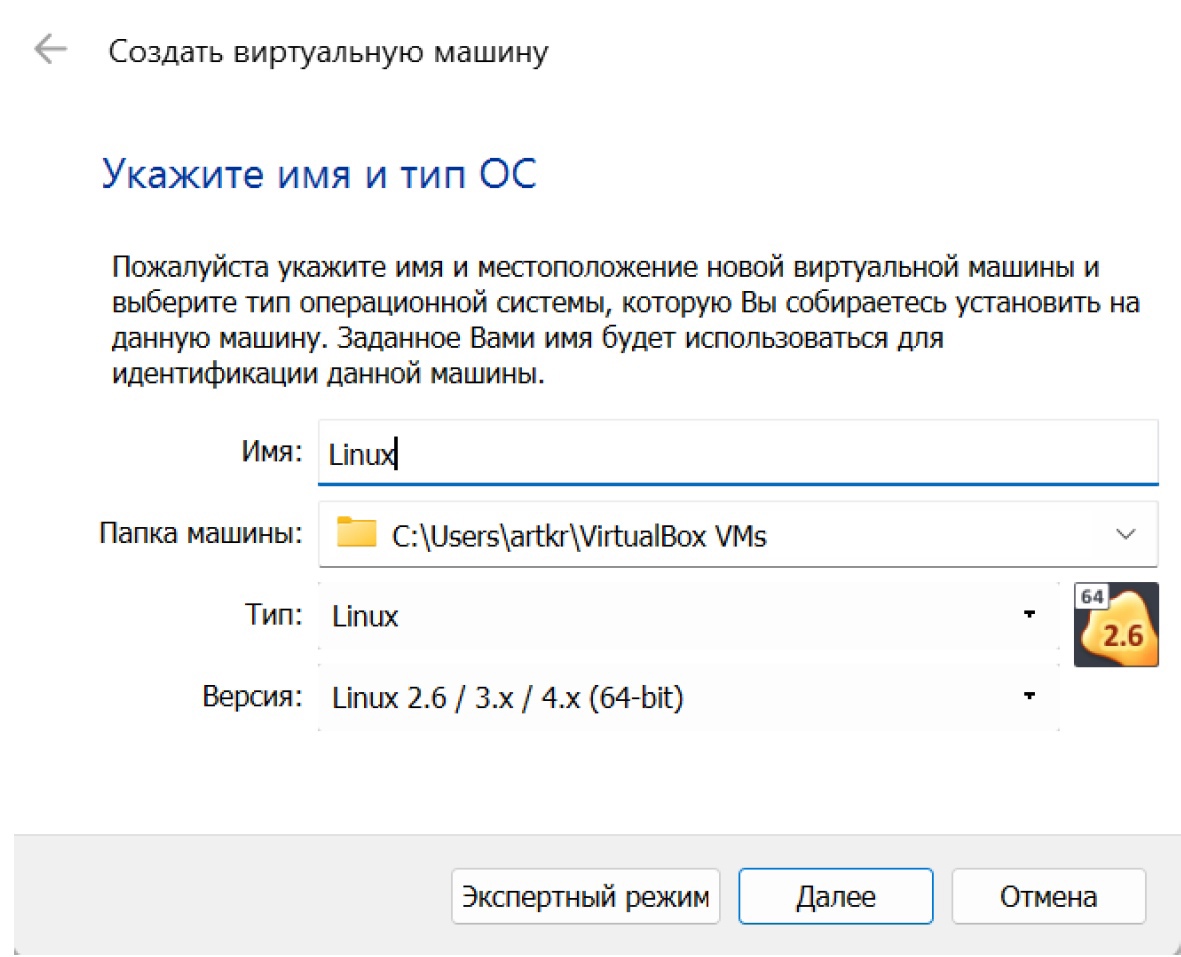 Создать виртуальную машину
Укажите имя и тип ОС
Пожалуйста укажите имя и местоположение новой виртуальной машины и
выберите тип операционной системы, которую Вы собираетесь установить на
данную машину. Заданное Вами имя будет использоваться для
идентификации данной машины.
Имя: Linux
Папка машины: C:\Users\artkr\VirtualBox VMs
Тип: Linux
64
2.6
Версия: Linux 2.6 / 3.x / 4.x (64-bit)
Экспертный режим Далее Отмена